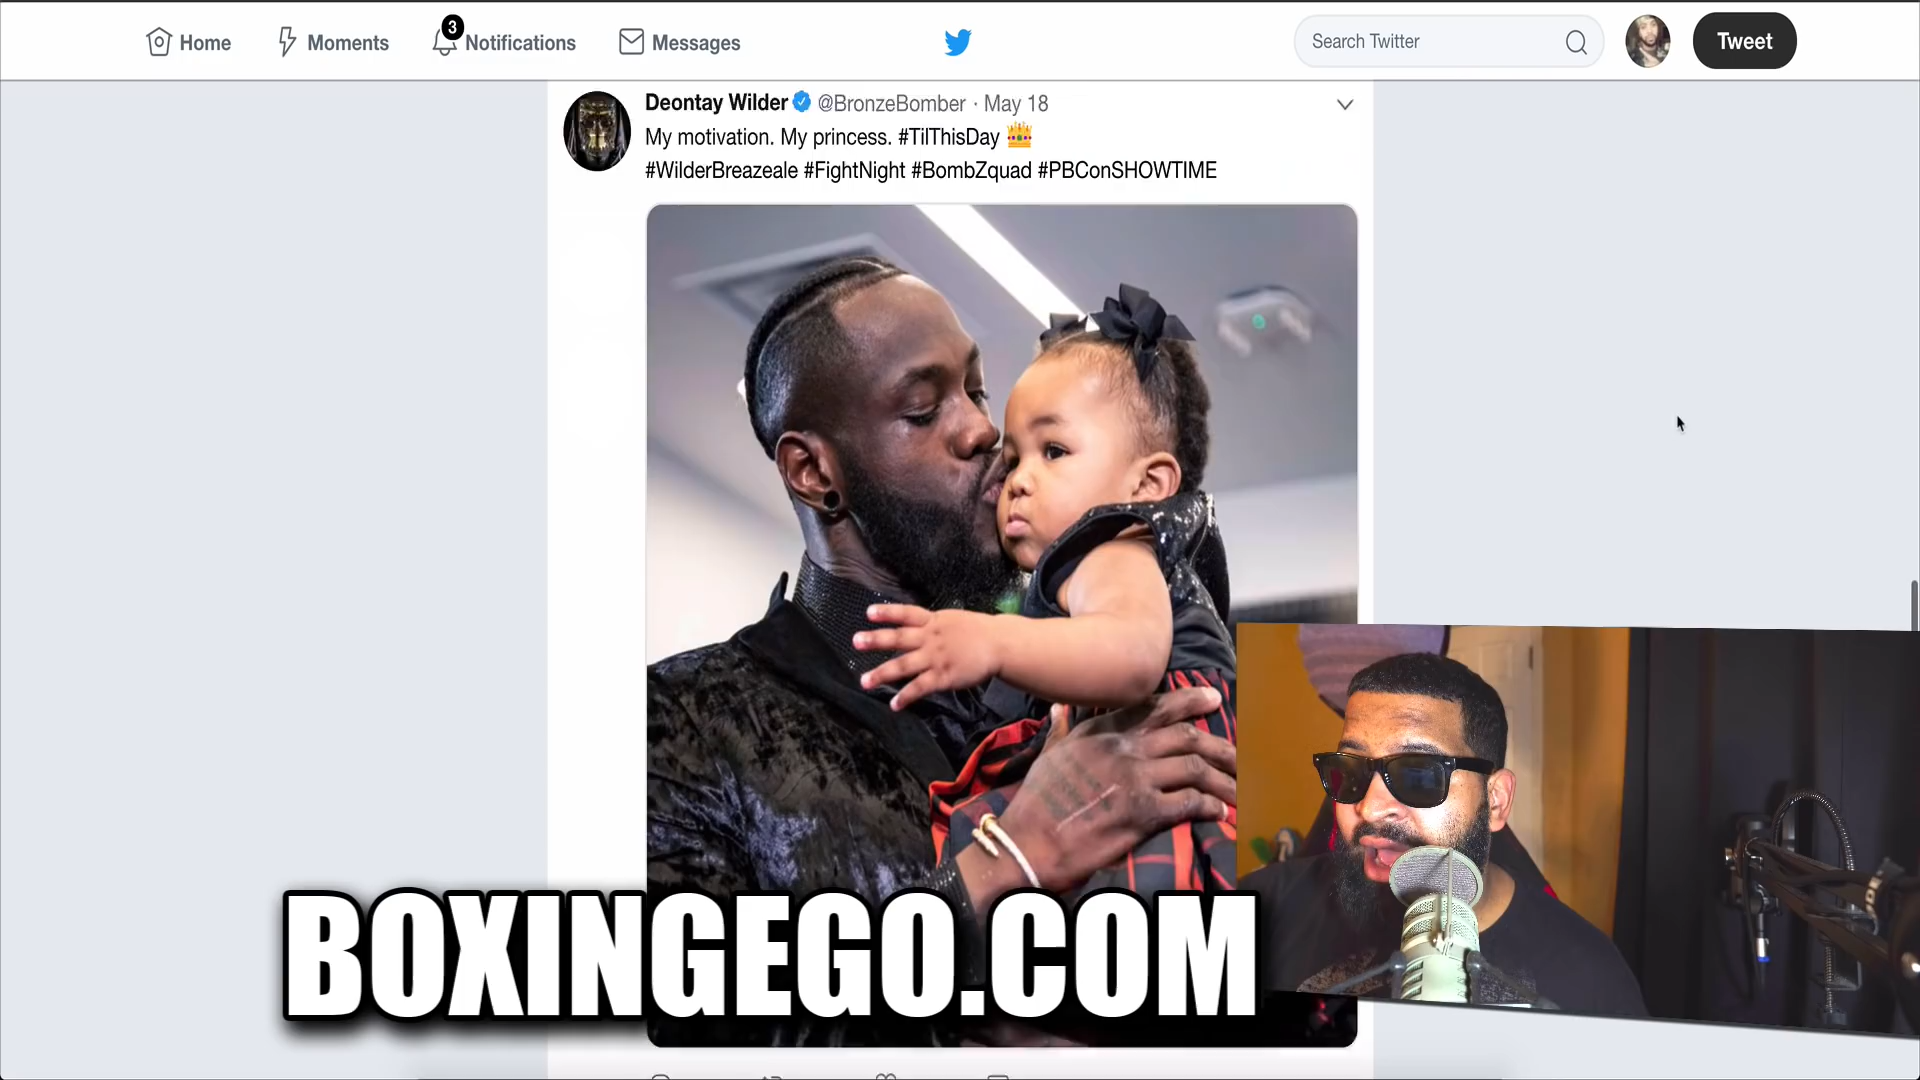 Home
Moments
3
Notifications
Messages
Search Twitter
Tweet
Deontay Wilder @BronzeBomber · May 18
My motivation. My princess. #TilThisDay 👑
#WilderBreazeale #FightNight #BombZquad #PBConSHOWTIME
BOXINGEGO.COM